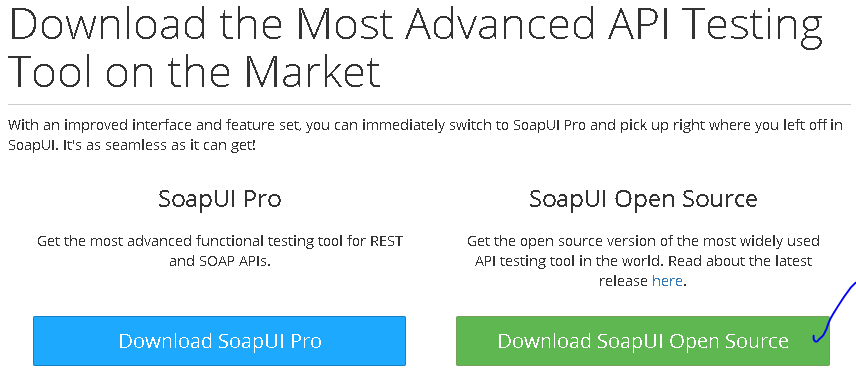 Download the Most Advanced API Testing
Tool on the Market
With an improved interface and feature set, you can immediately switch to SoapUI Pro and pick up right where you left off in
SoapUI. It's as seamless as it can get!
SoapUI Pro
Get the most advanced functional testing tool for REST
and SOAP APIs.
Download SoapUI Pro
SoapUI Open Source
Get the open source version of the most widely used
API testing tool in the world. Read about the latest
release here.
Download SoapUI Open Source